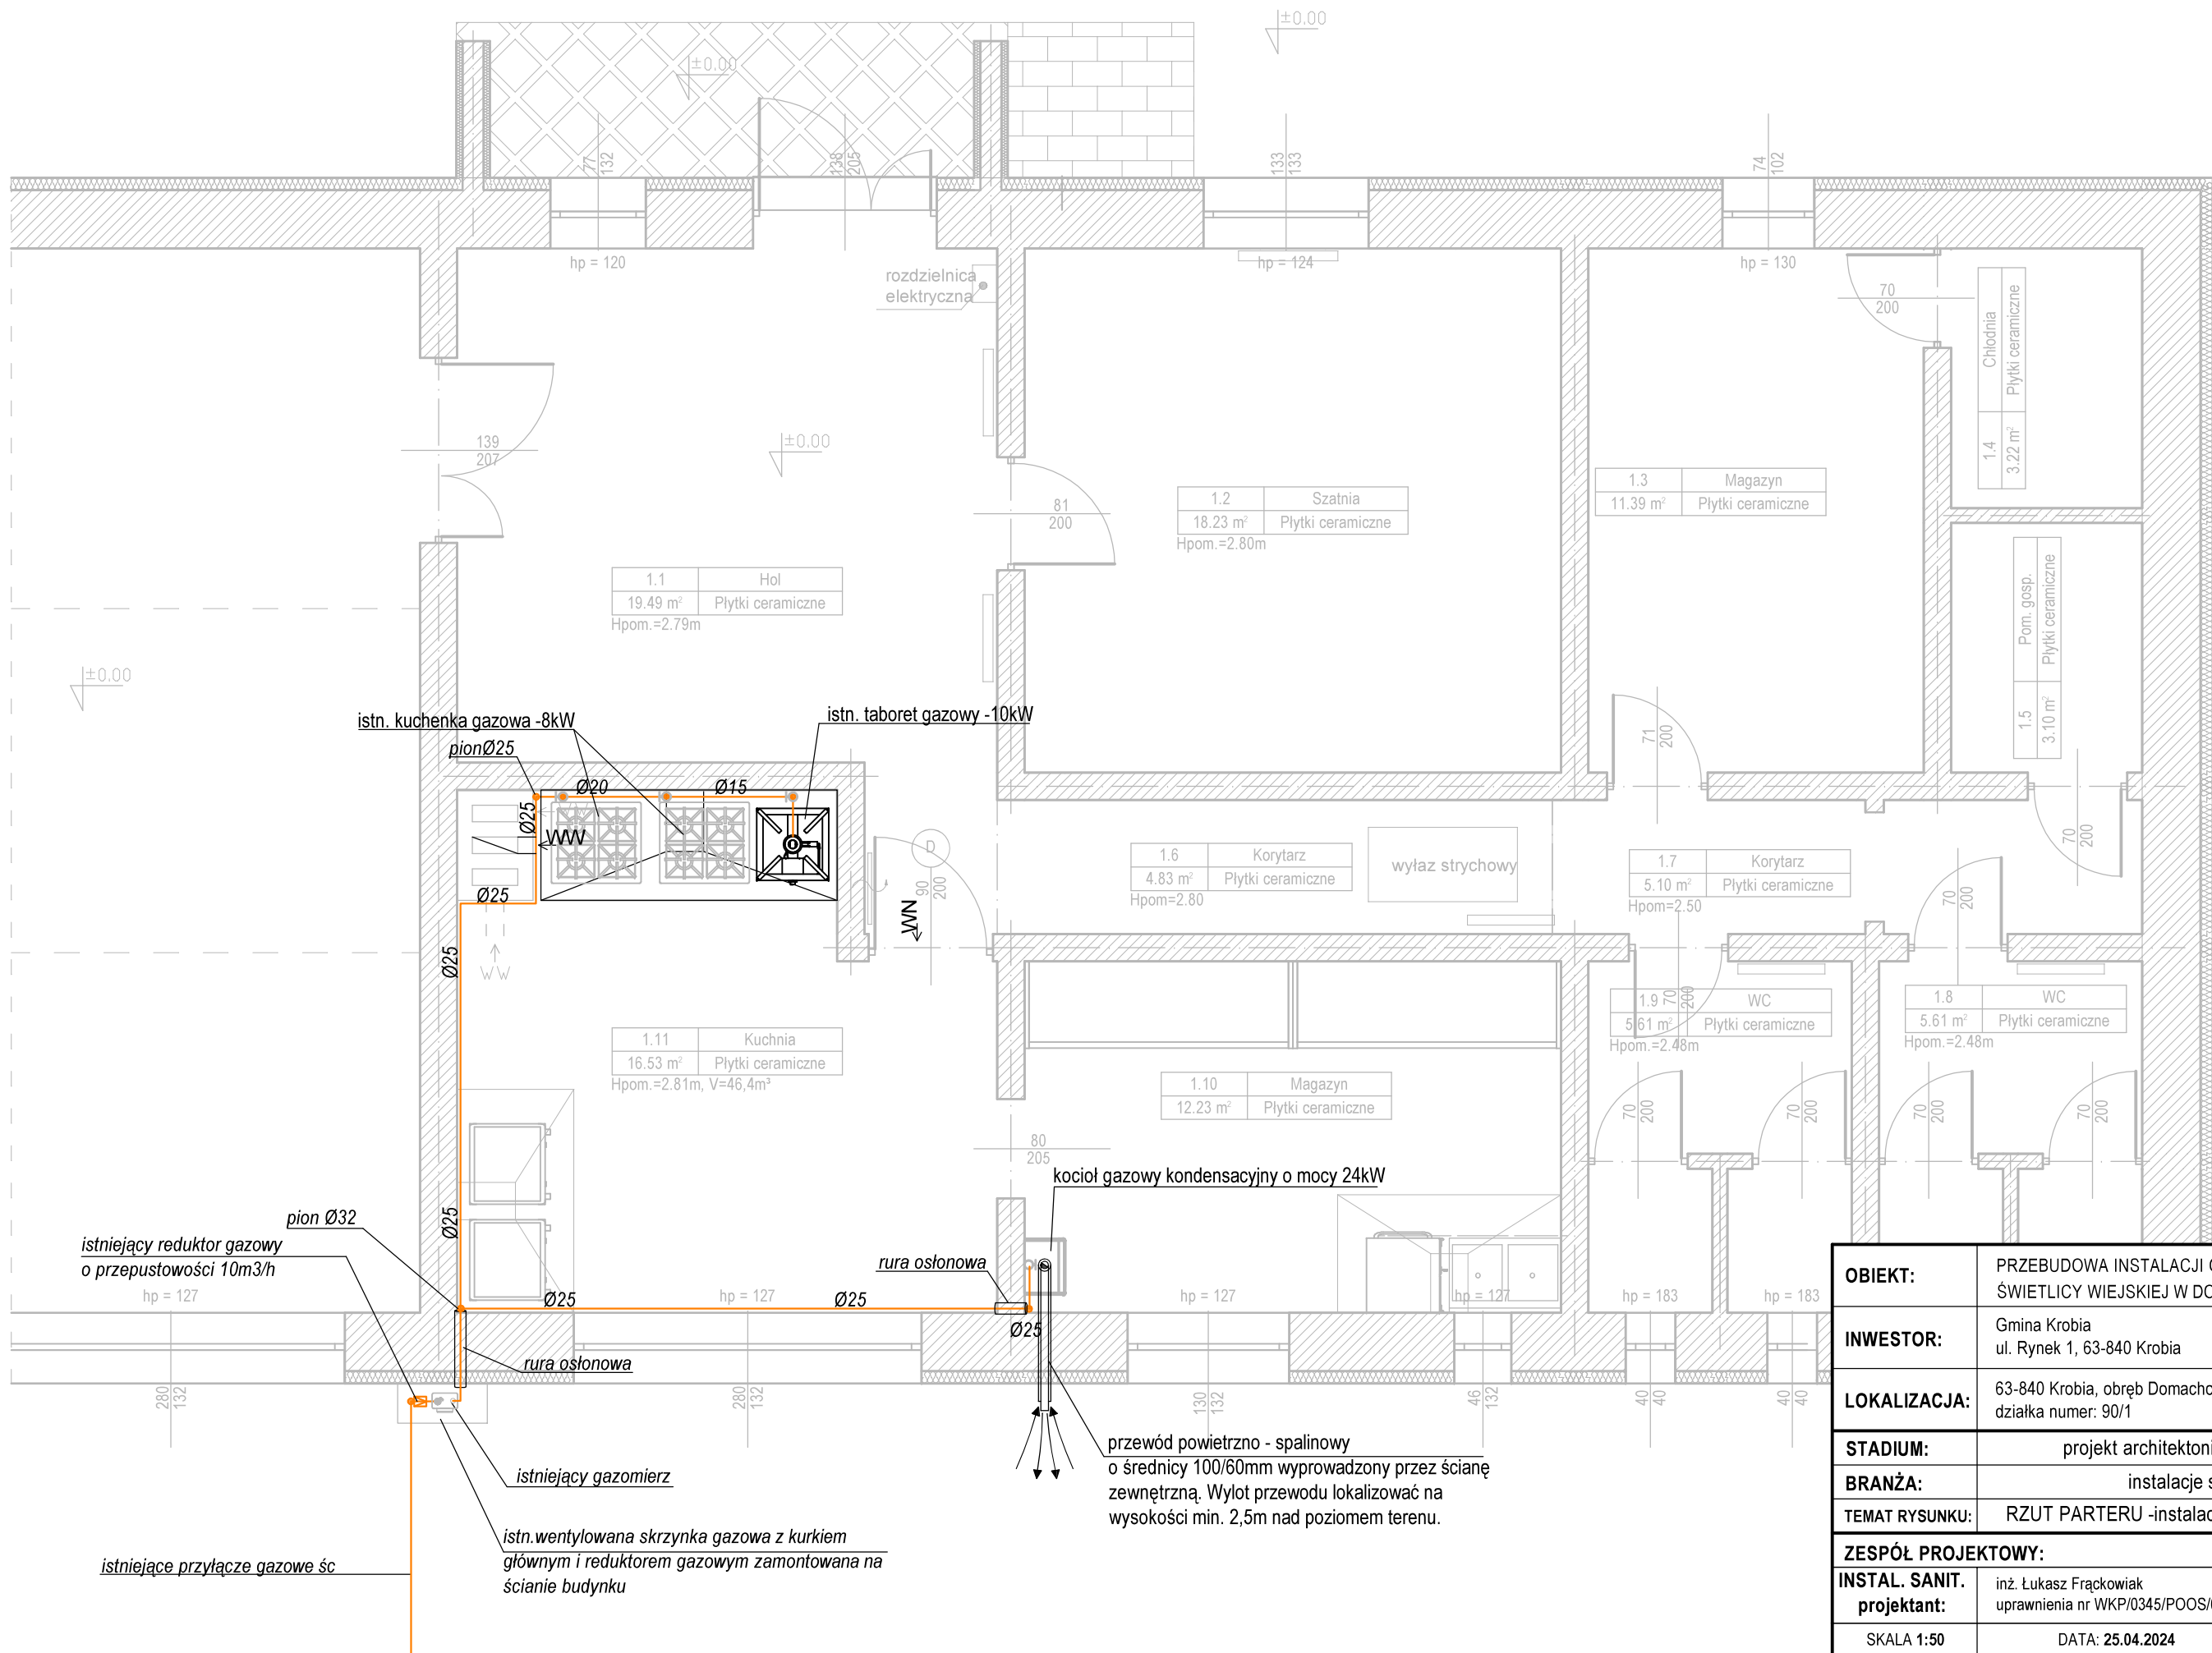 ±0.00
±0.00
77
132
138
205
133
133
74
102
hp = 120
rozdzielnica
elektryczna
hp = 124
hp = 130
70
200
1.4
Chłodnia
3.22 m²
Płytki ceramiczne
139
207
±0.00
81
200
1.2
Szatnia
18.23 m²
Płytki ceramiczne
Hpom.=2.80m
1.3
Magazyn
11.39 m²
Płytki ceramiczne
1.1
Hol
19.49 m²
Płytki ceramiczne
Hpom.=2.79m
1.5
Pom. gosp.
3.10 m²
Płytki ceramiczne
±0.00
istn. kuchenka gazowa -8kW
istn. taboret gazowy -10kW
pionØ25
71
200
Ø20
Ø15
Ø25
WW
D
90
200
WN
1.6
Korytarz
4.83 m²
Płytki ceramiczne
Hpom=2.80
wyłaz strychowy
1.7
Korytarz
5.10 m²
Płytki ceramiczne
Hpom=2.50
70
200
70
200
Ø25
Ø25
WW
1.9
WC
5.61 m²
Płytki ceramiczne
Hpom.=2.48m
70
200
1.8
WC
5.61 m²
Płytki ceramiczne
Hpom.=2.48m
1.11
Kuchnia
16.53 m²
Płytki ceramiczne
Hpom.=2.81m, V=46,4m³
1.10
Magazyn
12.23 m²
Płytki ceramiczne
70
200
70
200
70
200
70
200
80
205
kocioł gazowy kondensacyjny o mocy 24kW
pion Ø32
Ø25
istniejący reduktor gazowy
o przepustowości 10m3/h
rura osłonowa
hp = 127
Ø25
hp = 127
Ø25
hp = 127
hp = 127
hp = 183
hp = 183
Ø25
rura osłonowa
280
132
280
132
130
132
46
132
40
40
40
40
przewód powietrzno - spalinowy
o średnicy 100/60mm wyprowadzony przez ścianę
zewnętrzną. Wylot przewodu lokalizować na
wysokości min. 2,5m nad poziomem terenu.
istniejący gazomierz
istn.wentylowana skrzynka gazowa z kurkiem
głównym i reduktorem gazowym zamontowana na
ścianie budynku
istniejące przyłącze gazowe śc
OBIEKT:
PRZEBUDOWA INSTALACJI
ŚWIETLICY WIEJSKIEJ W DO
INWESTOR:
Gmina Krobia
ul. Rynek 1, 63-840 Krobia
LOKALIZACJA:
63-840 Krobia, obręb Domacho
działka numer: 90/1
STADIUM:
projekt architektoni
BRANŻA:
instalacje s
TEMAT RYSUNKU:
RZUT PARTERU -instalac
ZESPÓŁ PROJEKTOWY:
INSTAL. SANIT.
projektant:
inż. Łukasz Frąckowiak
uprawnienia nr WKP/0345/POOS/
SKALA 1:50
DATA: 25.04.2024